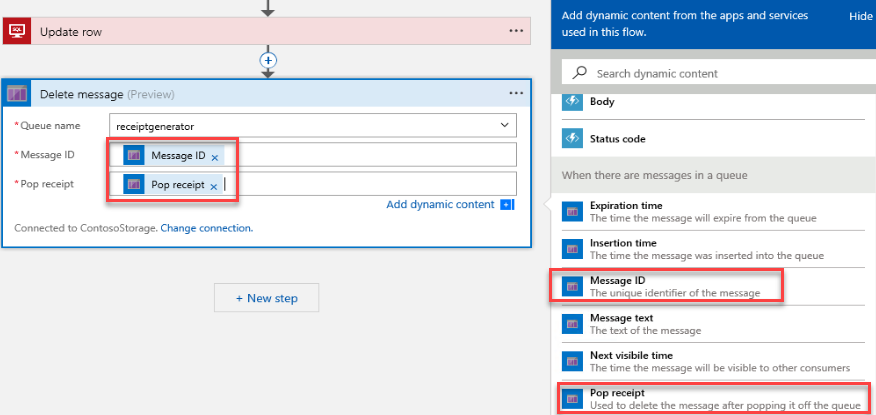 SQL
Update row
...
Delete message (Preview)
...
*Queue name
receiptgenerator
*Message ID
Message ID ×
*Pop receipt
Pop receipt ×
Add dynamic content
Connected to ContosoStorage. Change connection.
+ New step
Add dynamic content from the apps and services
used in this flow.
Hide
Search dynamic content
Body
Status code
When there are messages in a queue
Expiration time
The time the message will expire from the queue
Insertion time
The time the message was inserted into the queue
Message ID
The unique identifier of the message
Message text
The text of the message
Next visibile time
The time the message will be visible to other consumers
Pop receipt
Used to delete the message after popping it off the queue